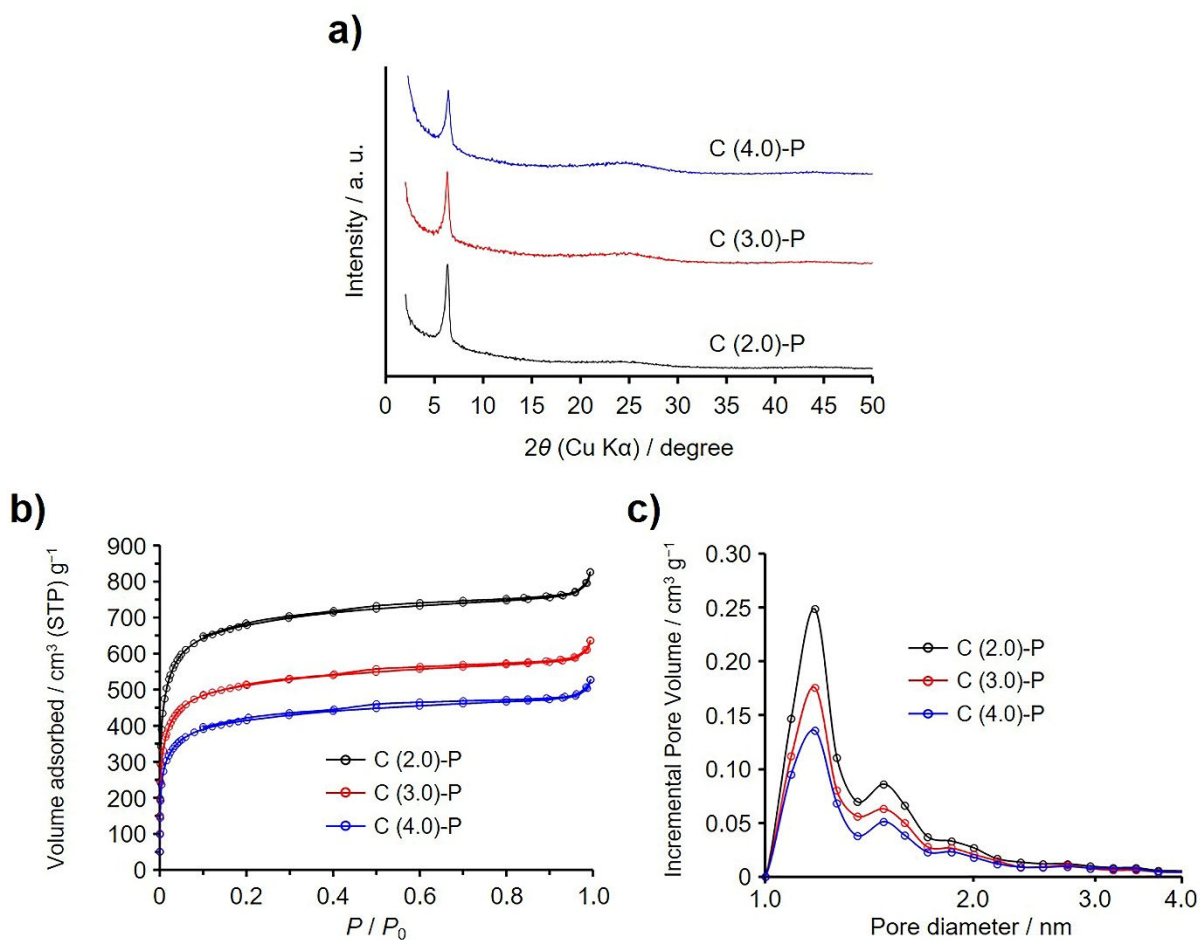 a)
C (4.0)-P
C (3.0)-P
C (2.0)-P
Intensity / a. u.
0 5 10 15 20 25 30 35 40 45 50
2θ (Cu Kα) / degree
b)
Volume adsorbed / cm³ (STP) g⁻¹
900
800
700
600
500
400
300
200
100
0
C (2.0)-P
C (3.0)-P
C (4.0)-P
0 0.2 0.4 0.6 0.8 1.0
P / P₀
c)
Incremental Pore Volume / cm³ g⁻¹
0.30
0.25
0.20
0.15
0.10
0.05
0
C (2.0)-P
C (3.0)-P
C (4.0)-P
1.0 2.0 3.0 4.0
Pore diameter / nm